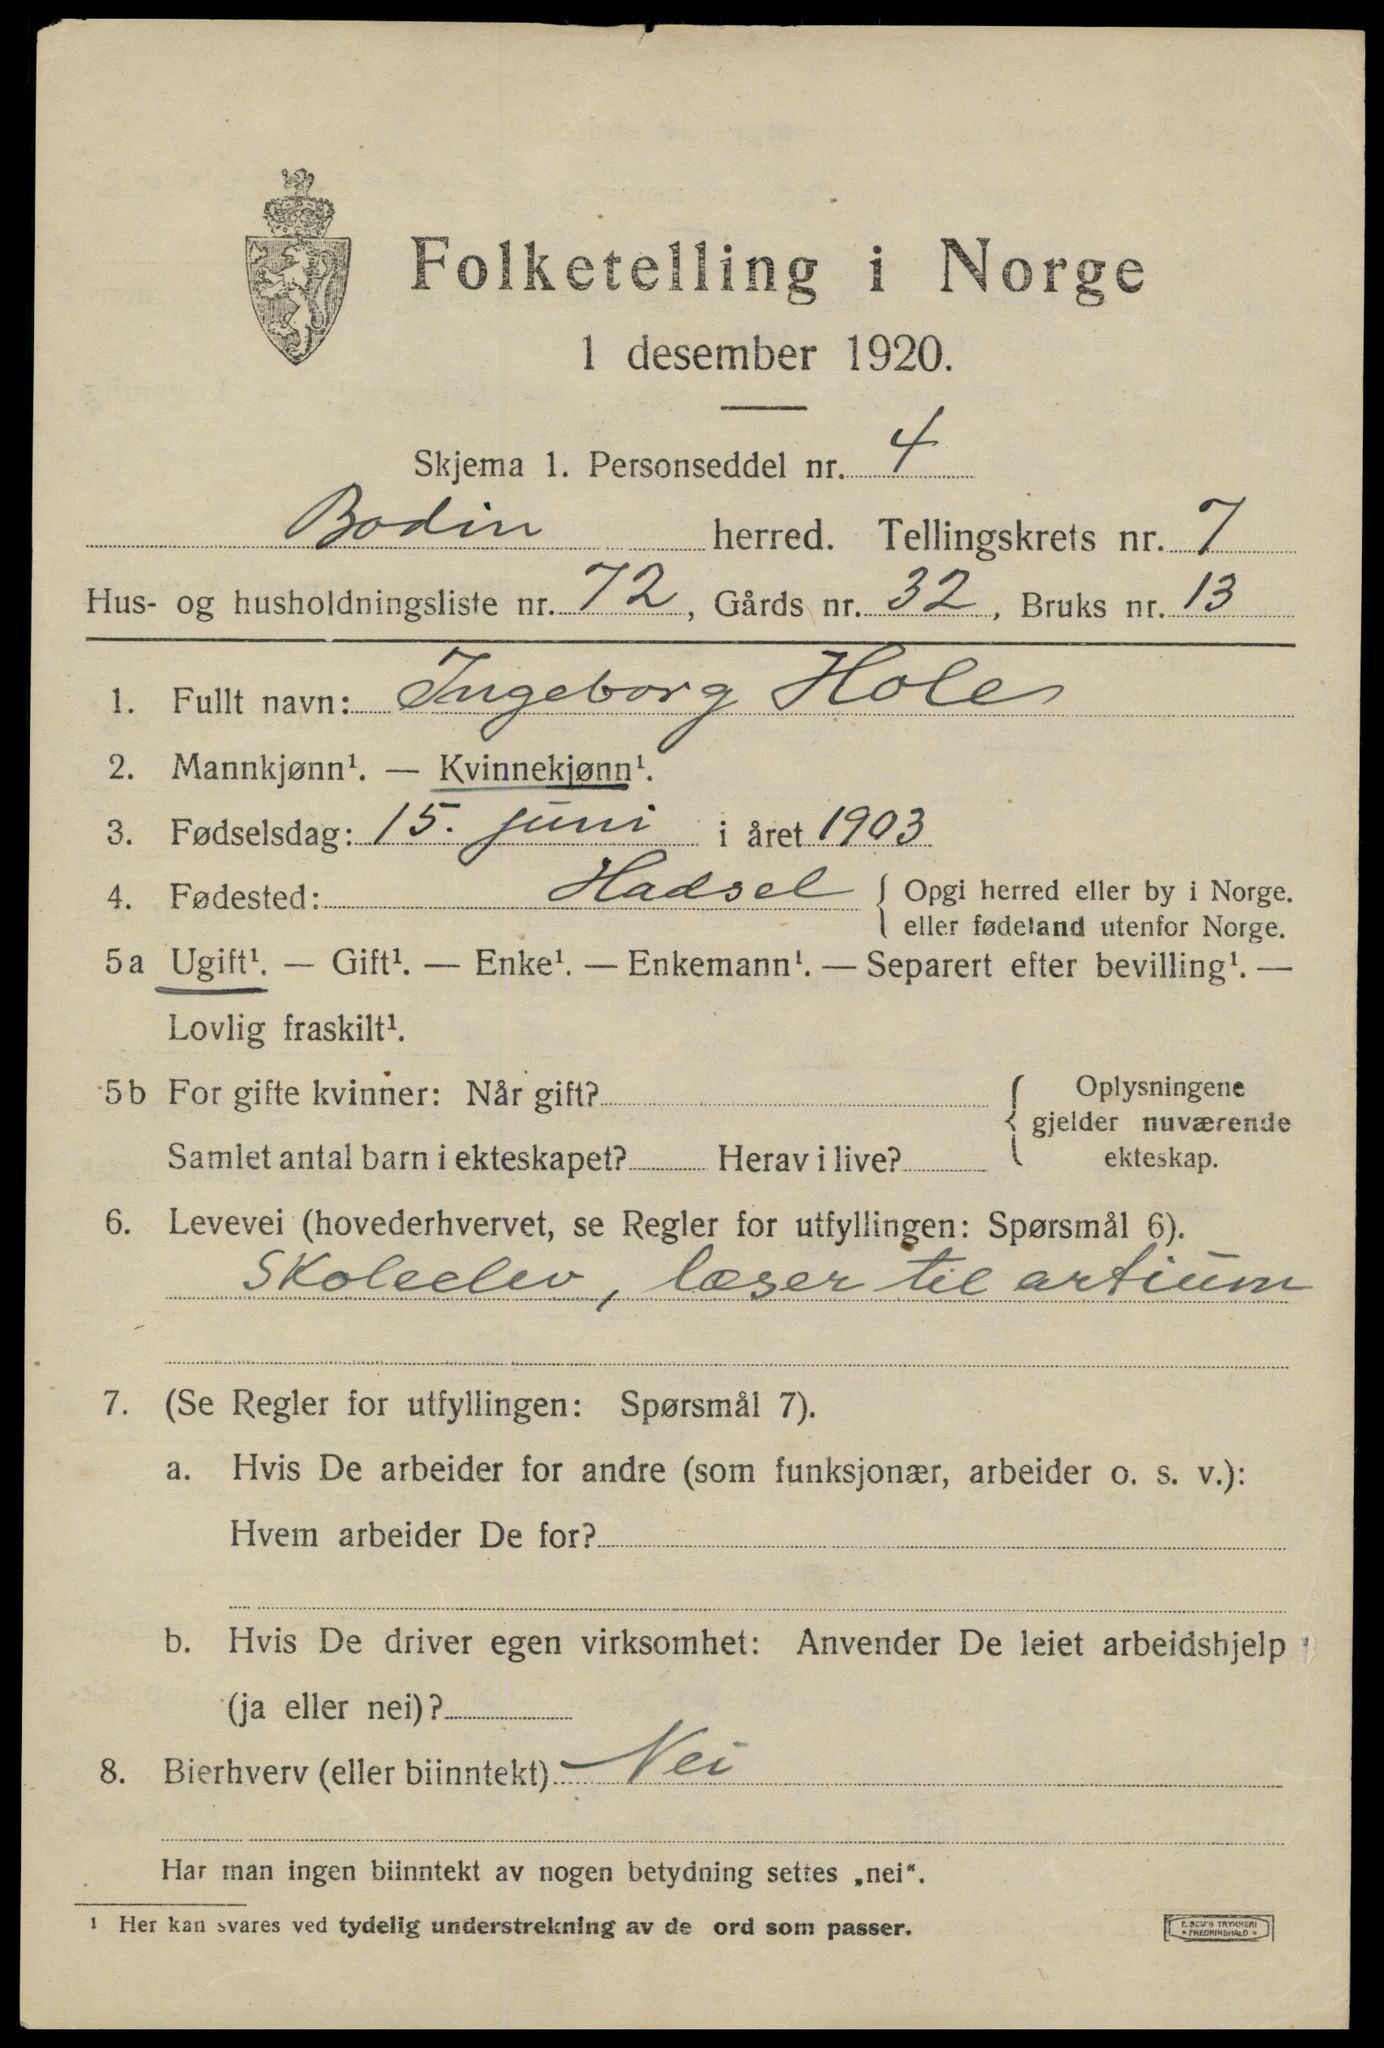 Folketelling i Norge
1 desember 1920.
Skjema 1. Personseddel nr. 4
Bodin herred. Tellingskrets nr. 7
Hus- og husholdningsliste nr. 72, Gårds nr. 32, Bruks nr. 13
1. Fullt navn: Ingeborg Hole
2. Mannkjønn¹. — Kvinnekjønn¹.
3. Fødselsdag: 15. juni i året 1903
4. Fødested: Hadsel { Opgi herred eller by i Norge.
eller fødeland utenfor Norge.
5a Ugift¹. — Gift¹. — Enke¹. — Enkemann¹. — Separert efter bevilling¹. —
Lovlig fraskilt¹.
5b For gifte kvinner: Når gift? { Oplysningene
gjelder nuværende
Samlet antal barn i ekteskapet? Herav i live? ekteskap.
6. Levevei (hovederhvervet, se Regler for utfyllingen: Spørsmål 6).
Skoleelev, læser til artium
7. (Se Regler for utfyllingen: Spørsmål 7).
a. Hvis De arbeider for andre (som funksjonær, arbeider o. s. v.):
Hvem arbeider De for?
b. Hvis De driver egen virksomhet: Anvender De leiet arbeidshjelp
(ja eller nei)?
8. Bierhverv (eller biinntekt) Nei
Har man ingen biinntekt av nogen betydning settes „nei“.
¹ Her kan svares ved tydelig understrekning av de ord som passer.
E. SEM'S TRYKKERI
• FREDRIKSHALD •